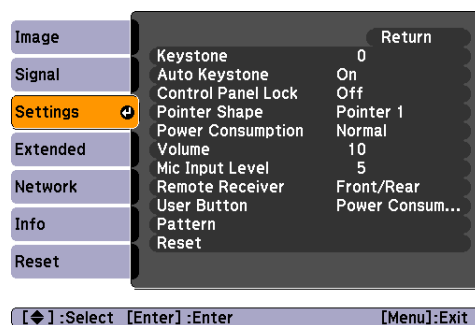 Image
Signal
Settings
Extended
Network
Info
Reset
Return
Keystone 0
Auto Keystone On
Control Panel Lock Off
Pointer Shape Pointer 1
Power Consumption Normal
Volume 10
Mic Input Level 5
Remote Receiver Front/Rear
User Button Power Consum...
Pattern
Reset
[◆] :Select [Enter] :Enter [Menu]:Exit